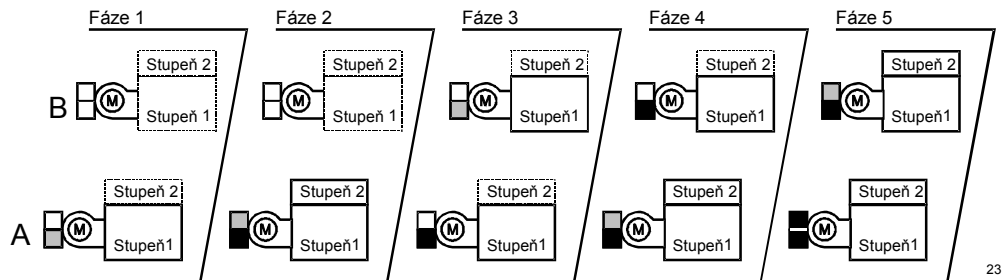 Fáze 1 Fáze 2 Fáze 3 Fáze 4 Fáze 5
Stupeň 2 Stupeň 2 Stupeň 2 Stupeň 2 Stupeň 2
B M M M M M
Stupeň 1 Stupeň 1 Stupeň1 Stupeň1 Stupeň1
Stupeň 2 Stupeň 2 Stupeň 2 Stupeň 2 Stupeň 2
A M M M M M
Stupeň1 Stupeň1 Stupeň1 Stupeň1 Stupeň1
23